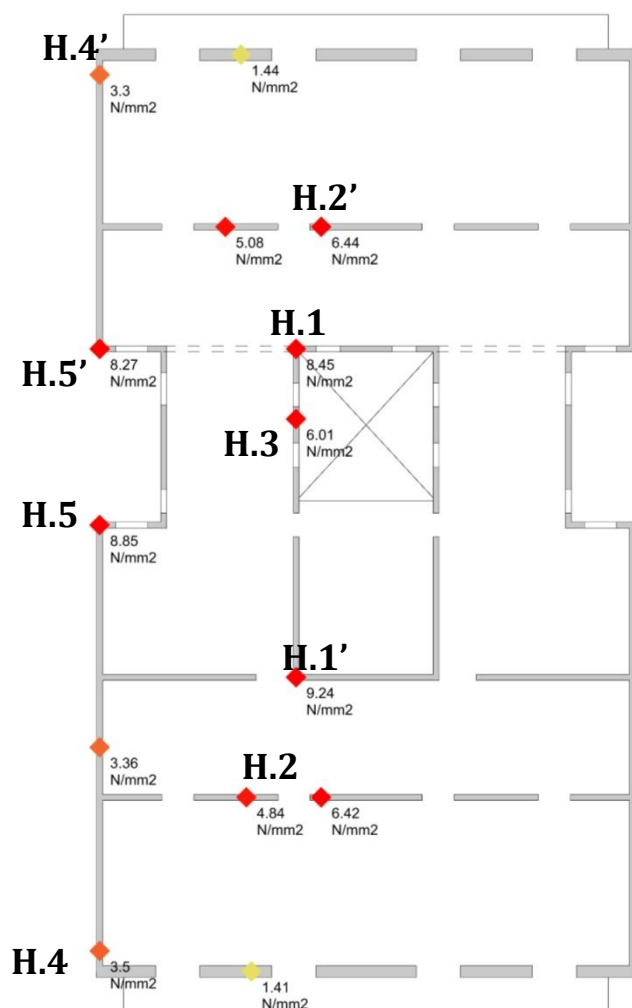 H.4’
1.44
N/mm2
3.3
N/mm2
H.2’
5.08
N/mm2
6.44
N/mm2
H.1
H.5’
8.27
N/mm2
8.45
N/mm2
H.3
6.01
N/mm2
H.5
8.85
N/mm2
H.1’
9.24
N/mm2
3.36
N/mm2
H.2
4.84
N/mm2
6.42
N/mm2
H.4
3.5
N/mm2
1.41
N/mm2